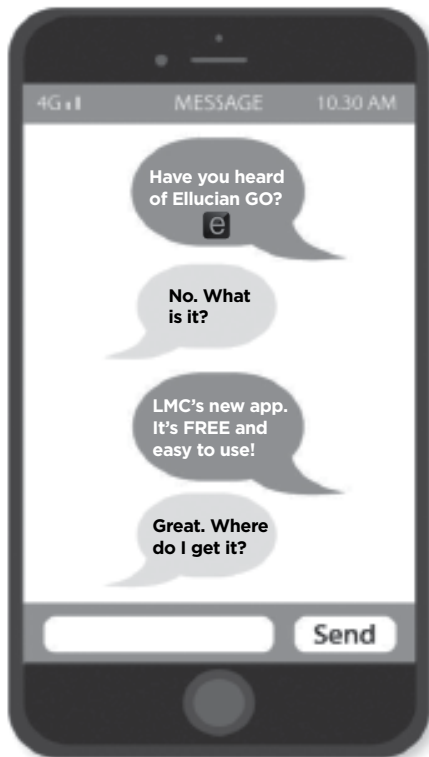 4G MESSAGE 10.30 AM
Have you heard
of Ellucian GO?
e
No. What
is it?
LMC's new app.
It's FREE and
easy to use!
Great. Where
do I get it?
Send